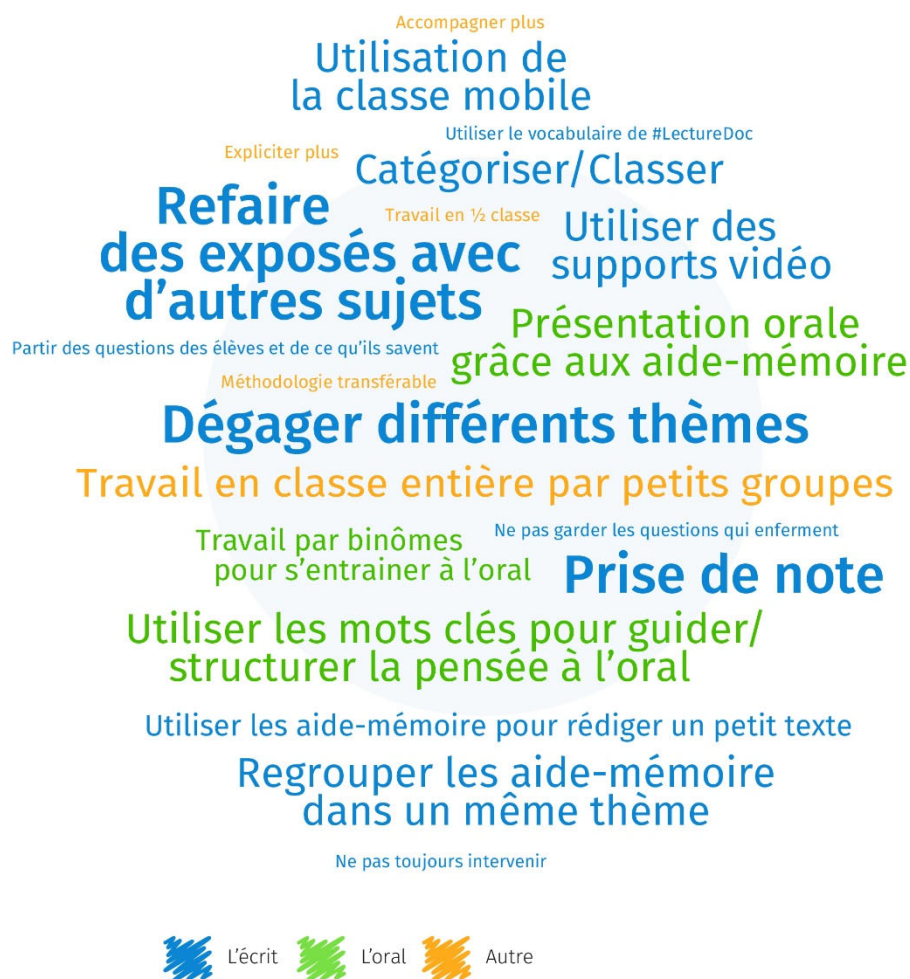 Accompagner plus
Utilisation de
la classe mobile
Utiliser le vocabulaire de #LectureDoc
Expliciter plus
Catégoriser/Classer
Refaire
des exposés avec
d'autres sujets
Travail en ½ classe
Utiliser des
supports vidéo
Présentation orale
grâce aux aide-mémoire
Partir des questions des élèves et de ce qu'ils savent
Méthodologie transférable
Dégager différents thèmes
Travail en classe entière par petits groupes
Ne pas garder les questions qui enferment
Travail par binômes
pour s'entrainer à l'oral
Prise de note
Utiliser les mots clés pour guider/
structurer la pensée à l'oral
Utiliser les aide-mémoire pour rédiger un petit texte
Regrouper les aide-mémoire
dans un même thème
Ne pas toujours intervenir
L'écrit L'oral Autre